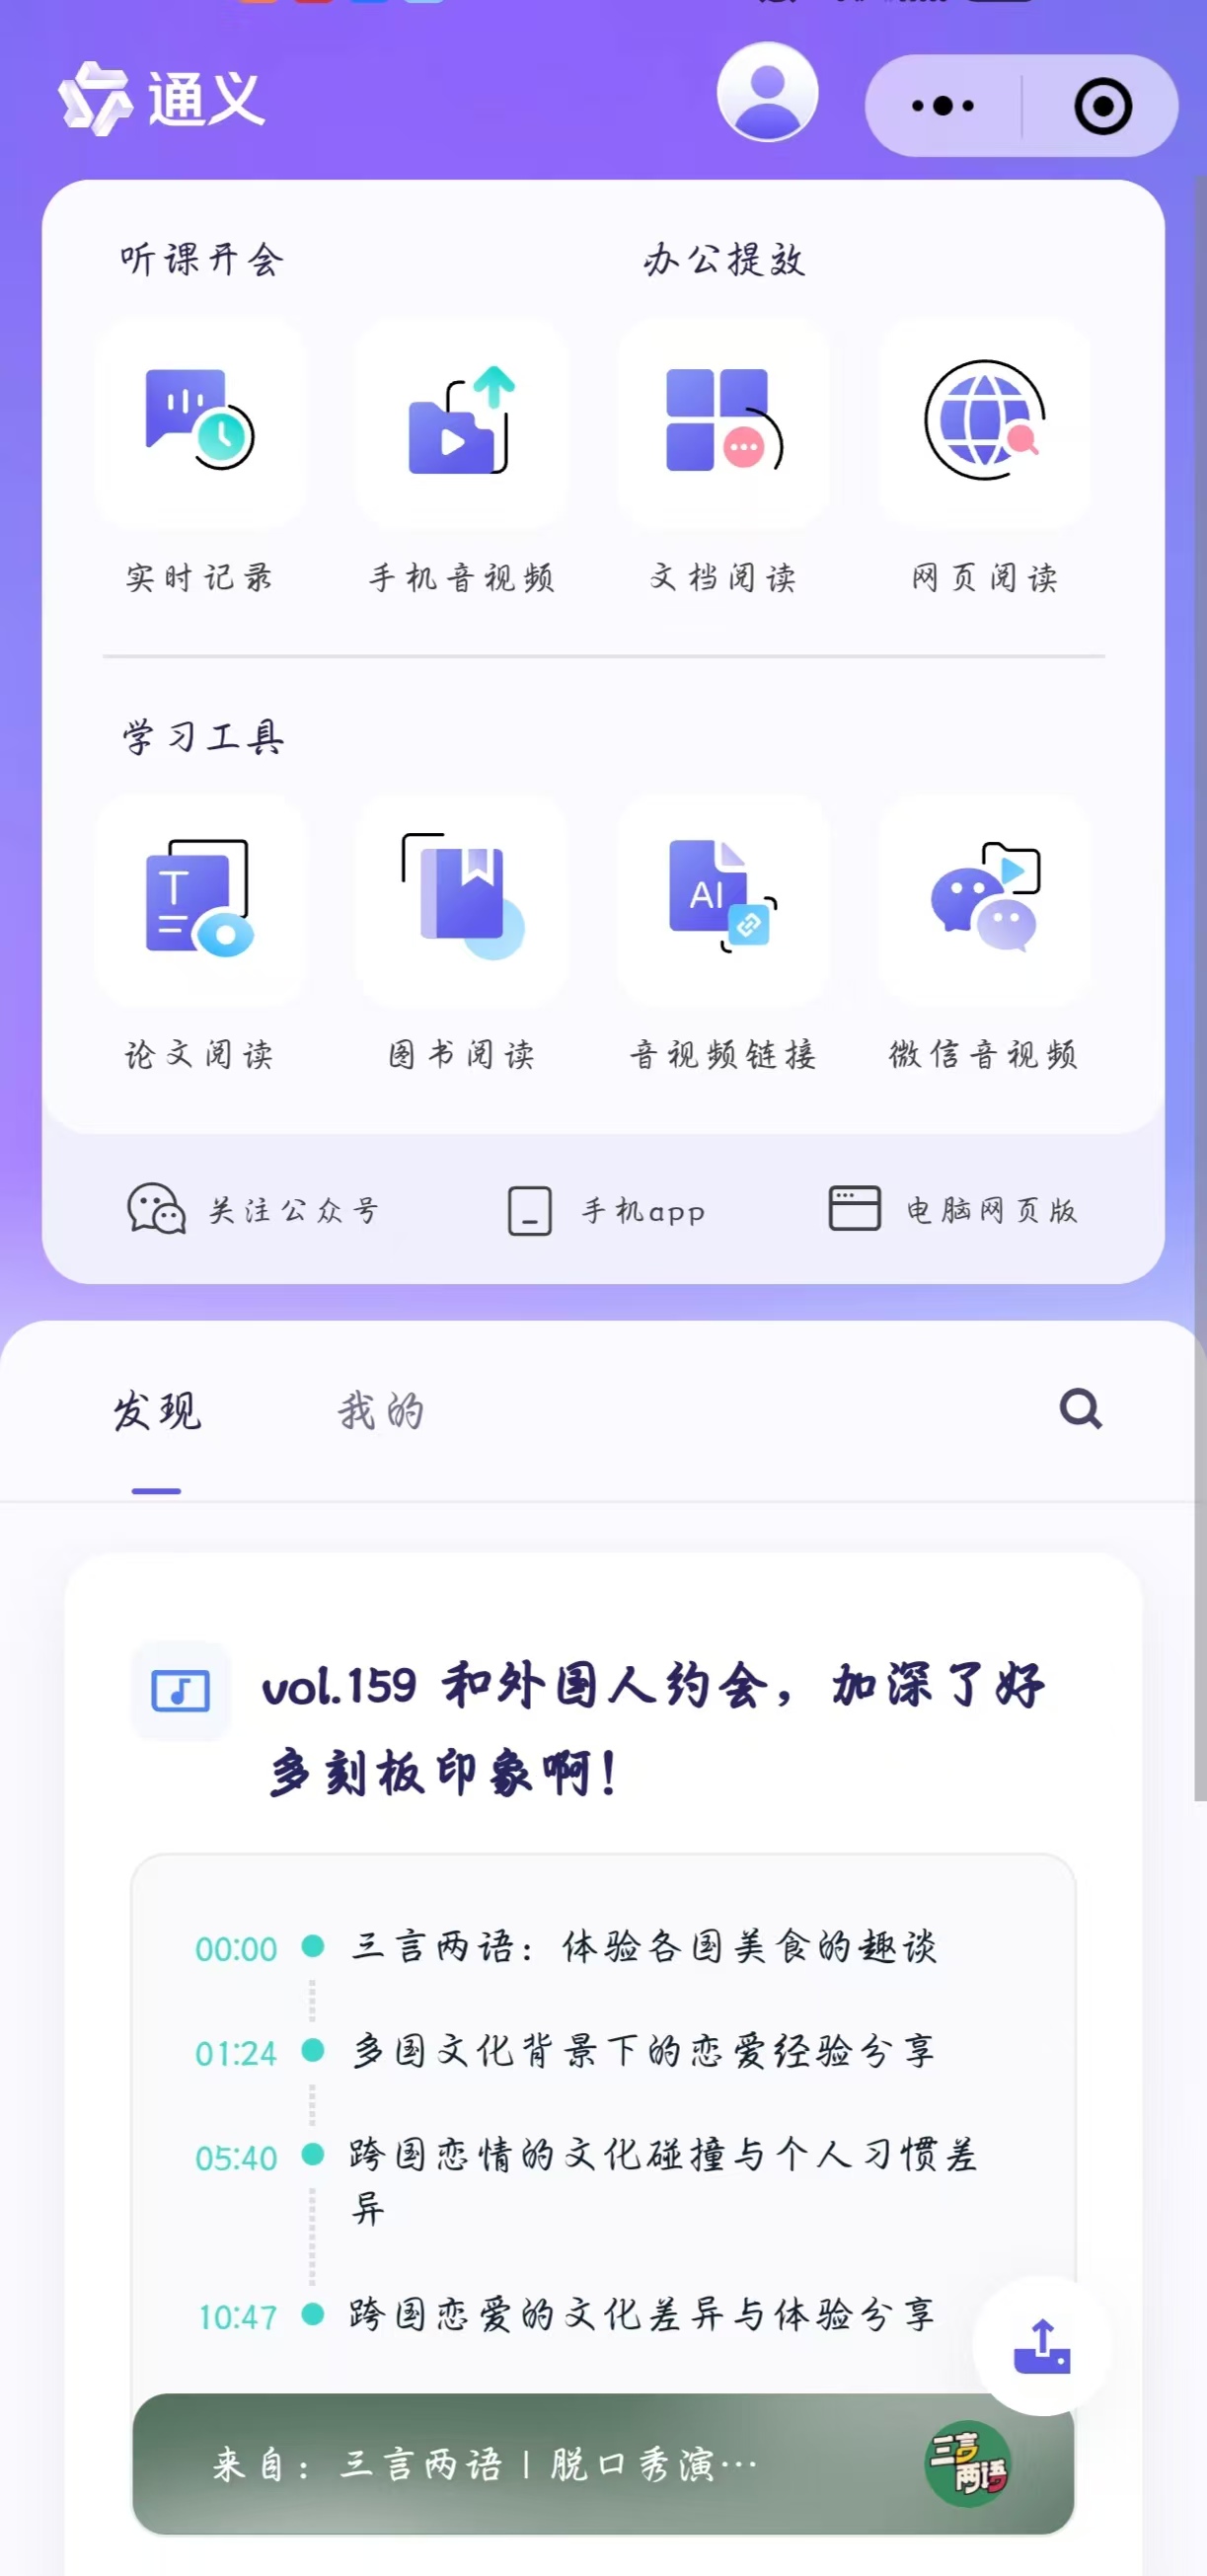 通义
听课开会
办公提效
实时记录
手机音视频
文档阅读
网页阅读
学习工具
T
AI
论文阅读
图书阅读
音视频链接
微信音视频
关注公众号
手机app
电脑网页版
发现
我的
vol.159 和外国人约会，加深了好
多刻板印象啊！
00:00 三言两语：体验各国美食的趣谈
01:24 多国文化背景下的恋爱经验分享
05:40 跨国恋情的文化碰撞与个人习惯差
异
10:47 跨国恋爱的文化差异与体验分享
来自：三言两语｜脱口秀演…
三言
两语